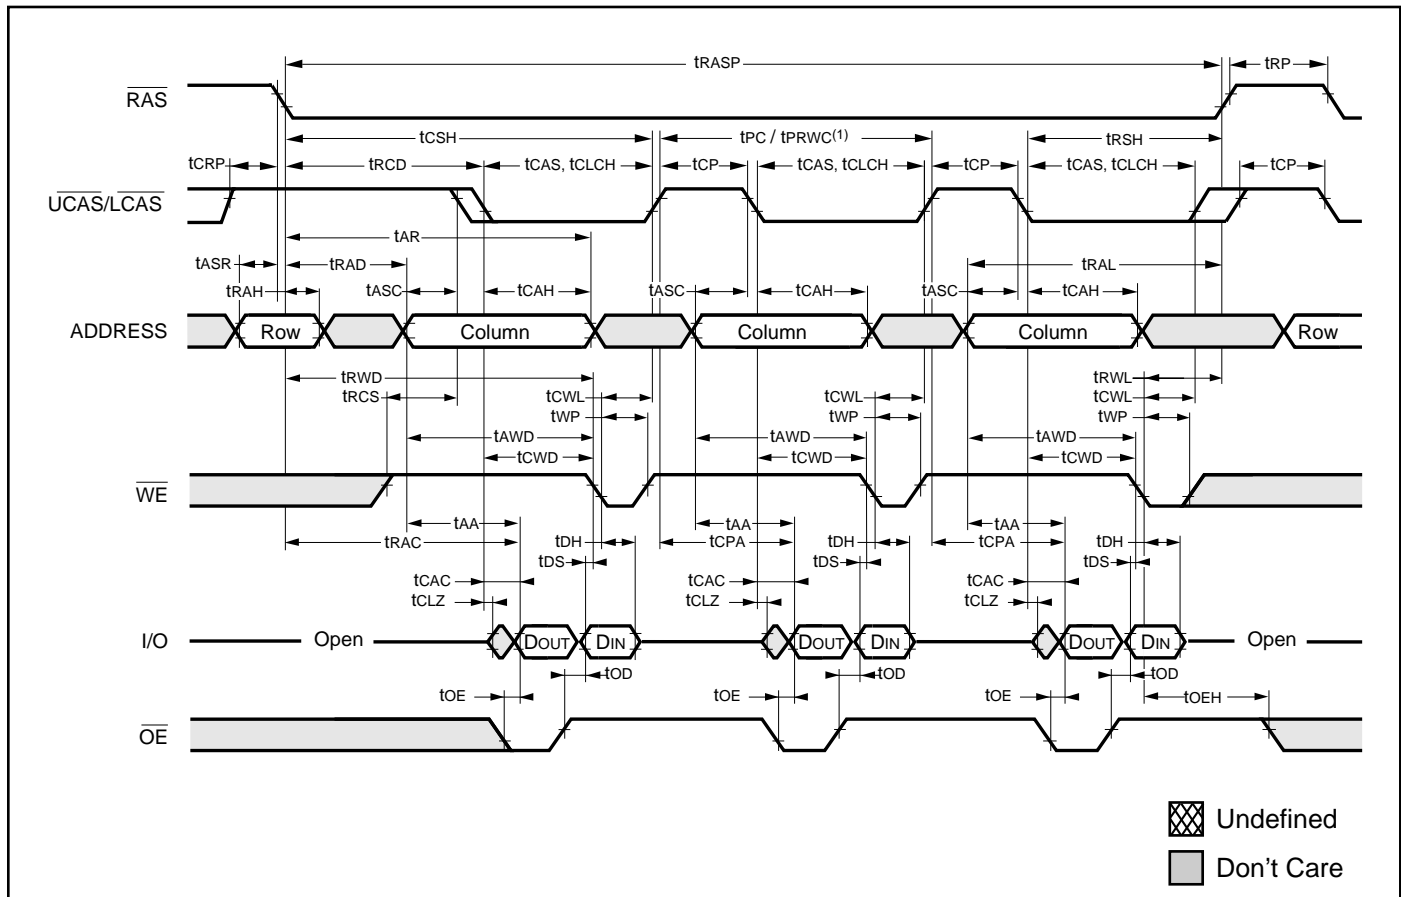 tRASP tRP
RAS
tCSH tPC / tPRWC(1) tRSH
tCRP tRCD tCAS, tCLCH tCP tCAS, tCLCH tCP tCAS, tCLCH tCP
UCAS/LCAS
tAR
tASR tRAD tRAL
tRAH tASC tCAH tASC tCAH tASC tCAH
ADDRESS Row Column Column Column Row
tRWD tRWL
tRCS tCWL tCWL tCWL
tWP tWP tWP
tAWD tAWD tAWD
tCWD tCWD tCWD
WE
tAA tAA tAA
tRAC tDH tCPA tDH tCPA tDH
tDS tDS tDS
tCAC tCAC tCAC
tCLZ tCLZ tCLZ
I/O Open DOUT DIN DOUT DIN DOUT DIN Open
tOD tOD tOD
tOE tOE tOE tOEH
OE
Undefined
Don't Care